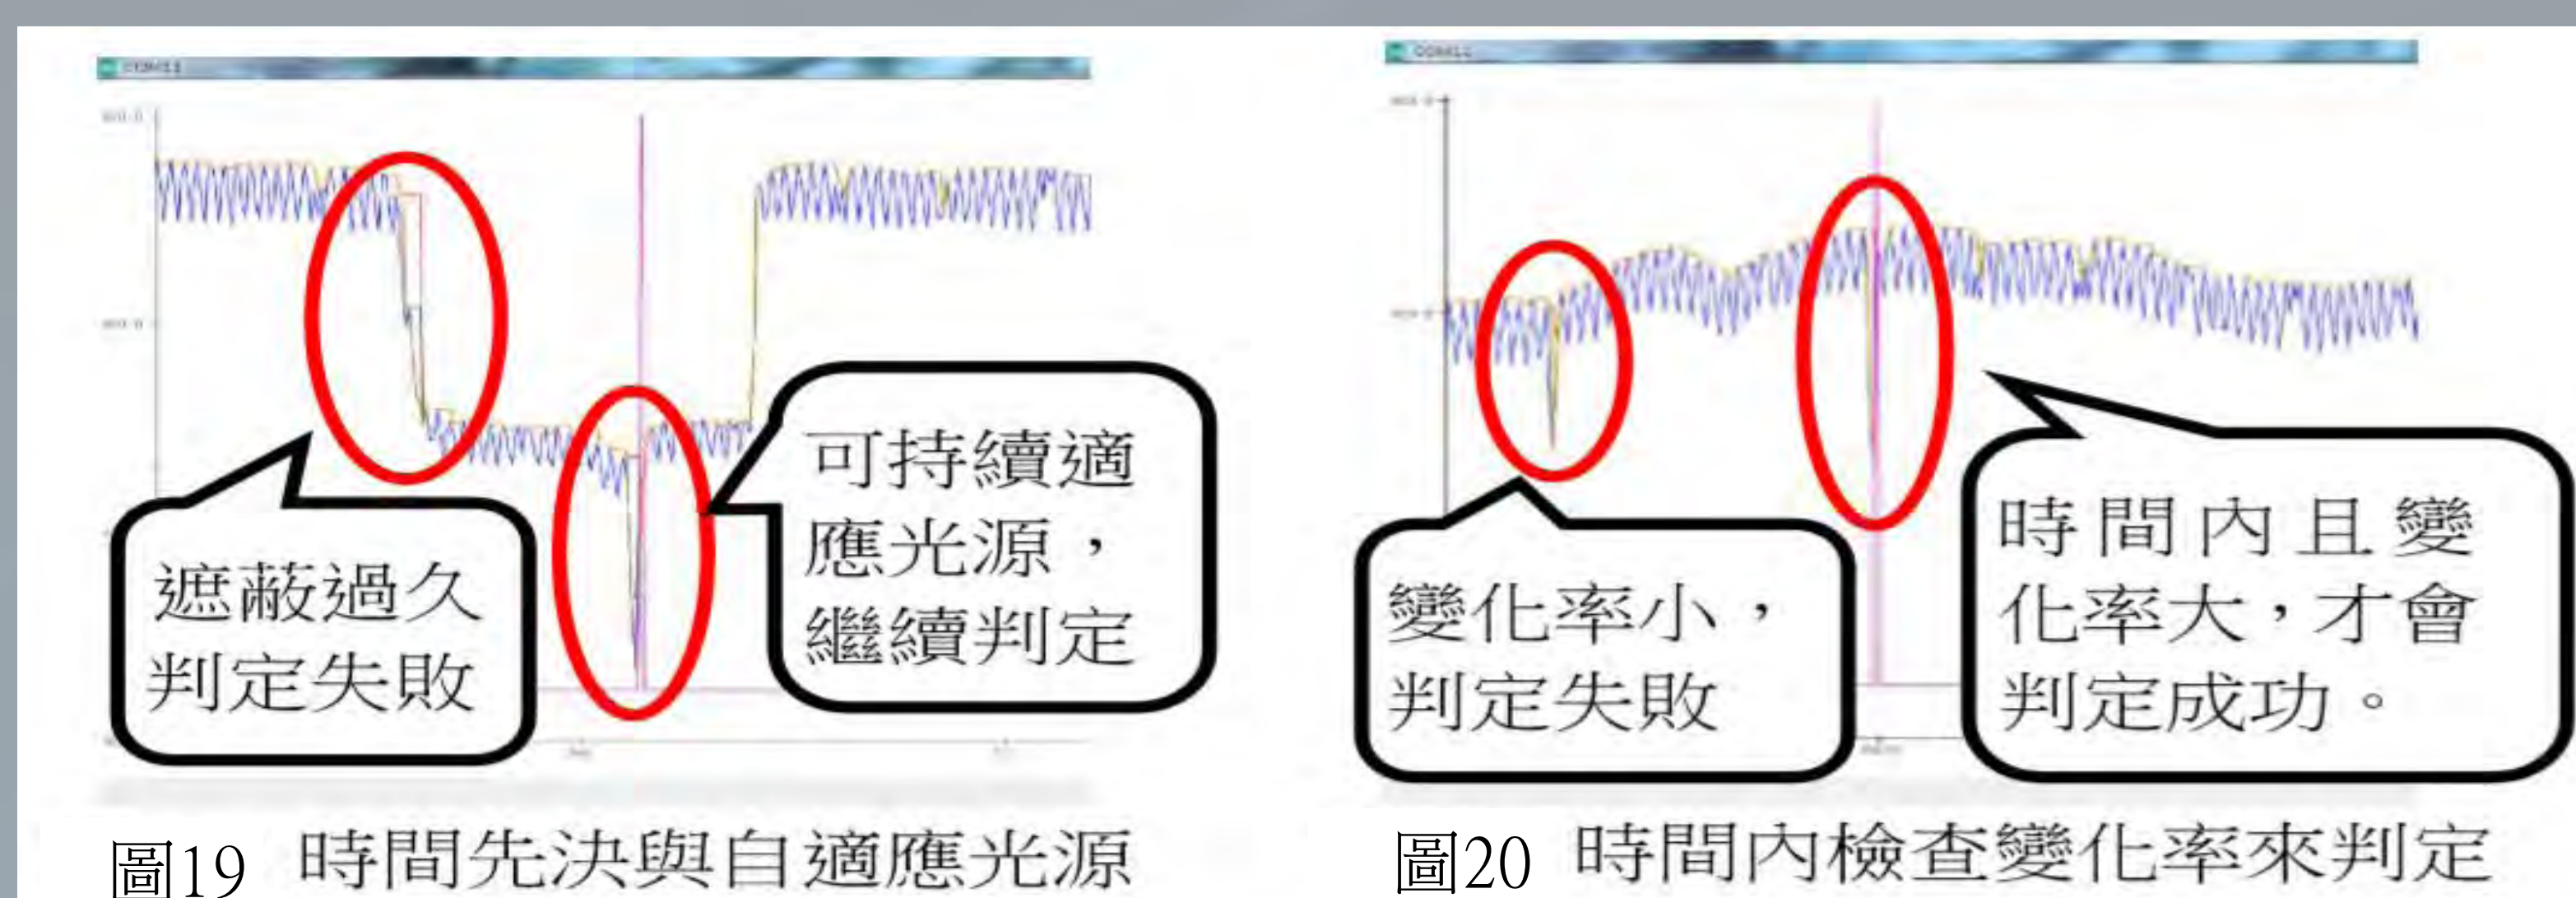 遮蔽過久
判定失敗
可持續適
應光源，
繼續判定
圖19 時間先決與自適應光源
變化率小，
判定失敗
時間內且變
化率大，才會
判定成功。
圖20 時間內檢查變化率來判定